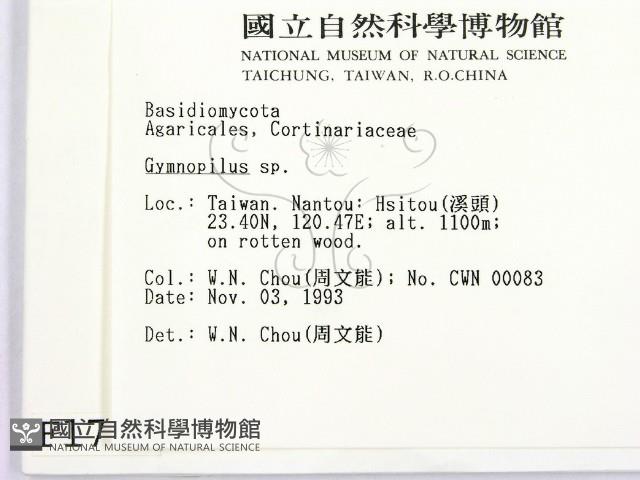 國立自然科學博物館
NATIONAL MUSEUM OF NATURAL SCIENCE
TAICHUNG, TAIWAN, R.O.CHINA
Basidiomycota
Agaricales, Cortinariaceae
Gymnopilus sp.
Loc.: Taiwan. Nantou: Hsitou(溪頭)
23.40N, 120.47E; alt. 1100m;
on rotten wood.
Col.: W.N. Chou(周文能); No. CWN 00083
Date: Nov. 03, 1993
Det.: W.N. Chou(周文能)
國立自然科學博物館
NATIONAL MUSEUM OF NATURAL SCIENCE